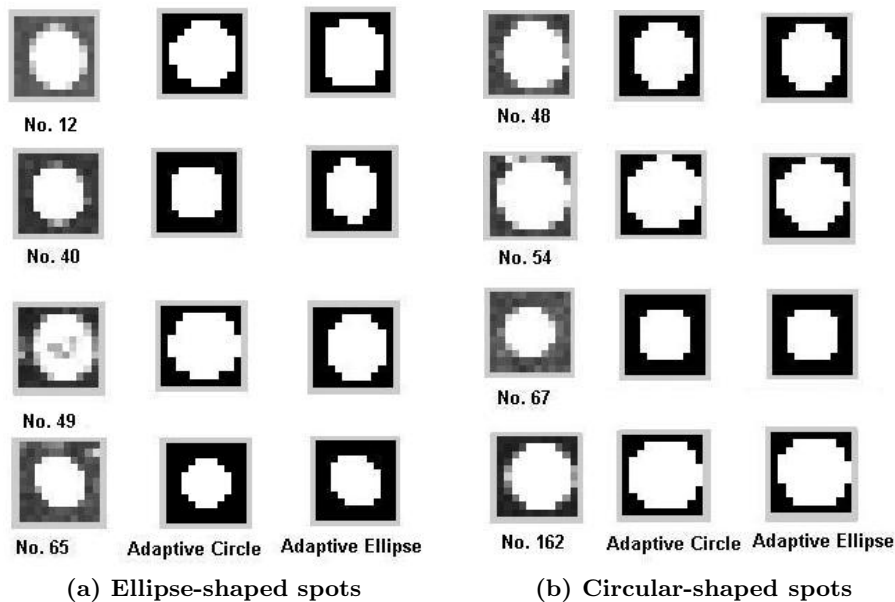 No. 12
No. 40
No. 49
No. 65
Adaptive Circle
Adaptive Ellipse
(a) Ellipse-shaped spots
No. 48
No. 54
No. 67
No. 162
Adaptive Circle
Adaptive Ellipse
(b) Circular-shaped spots